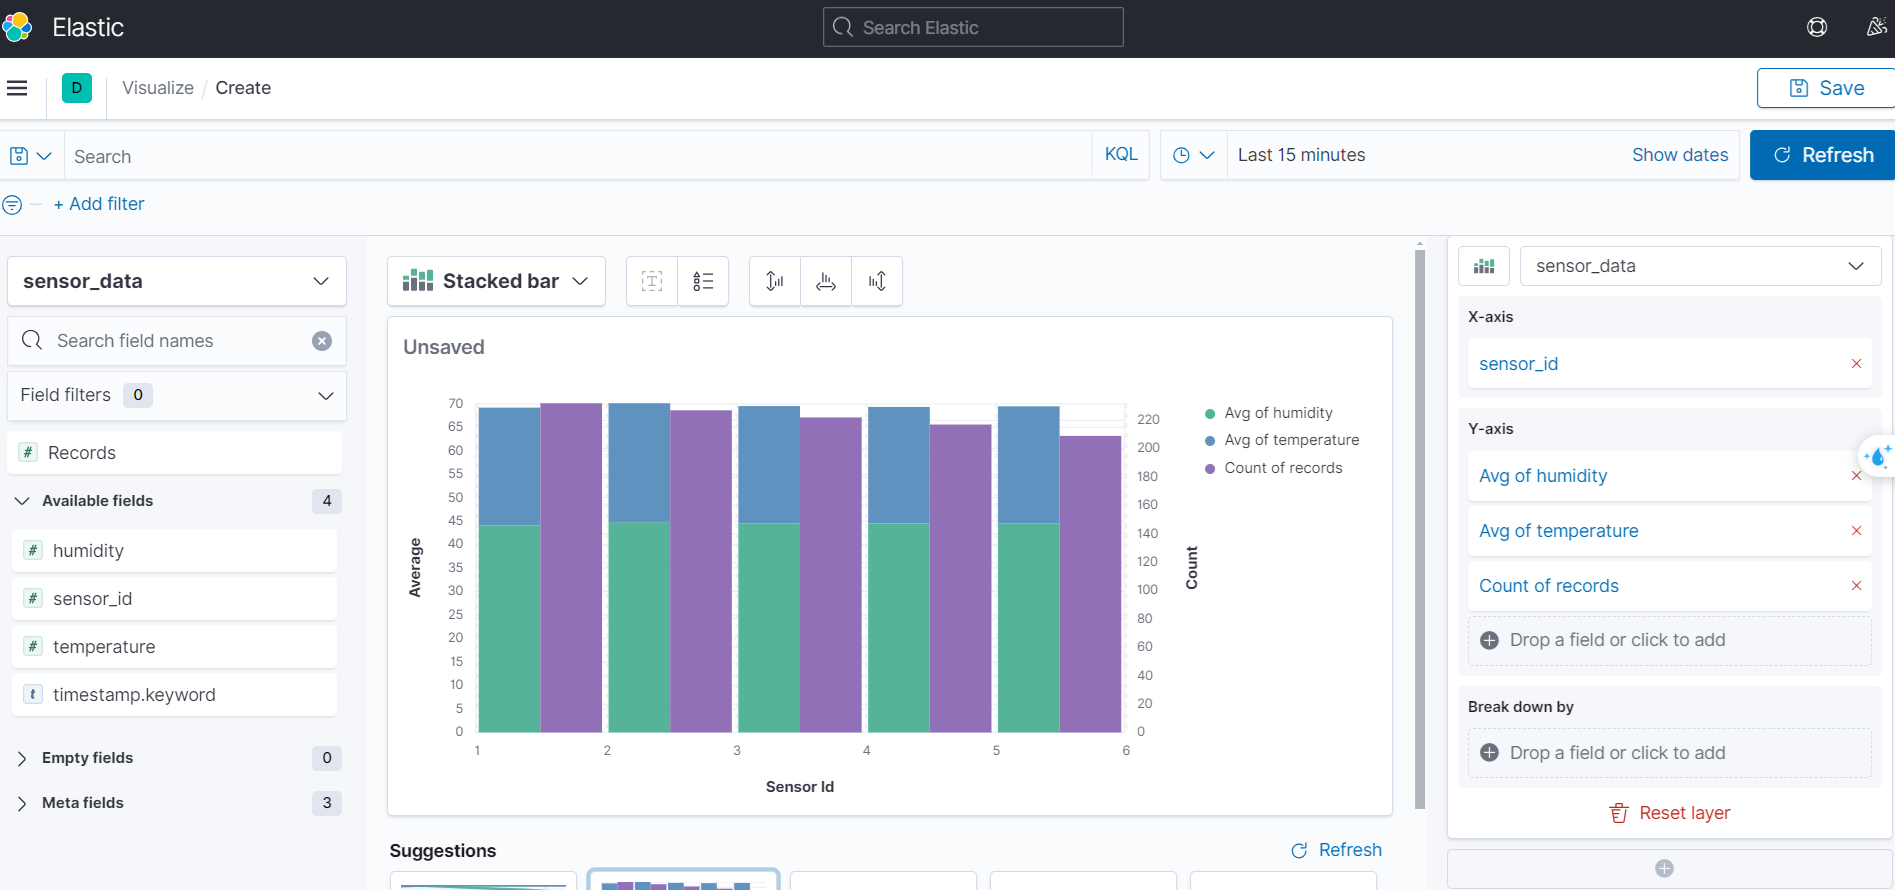 Elastic
Search Elastic
D
Visualize / Create
Save
Search
KQL
Last 15 minutes
Show dates
Refresh
+ Add filter
sensor_data
Search field names
Field filters 0
# Records
Available fields 4
# humidity
# sensor_id
# temperature
t timestamp.keyword
Empty fields 0
Meta fields 3
Stacked bar
Unsaved
Average
70
65
60
55
50
45
40
35
30
25
20
15
10
5
0
1 2 3 4 5 6
Sensor Id
220
200
180
160
140
120
100
80
60
40
20
0
Count
Avg of humidity
Avg of temperature
Count of records
Suggestions
Refresh
sensor_data
X-axis
sensor_id
Y-axis
Avg of humidity
Avg of temperature
Count of records
Drop a field or click to add
Break down by
Drop a field or click to add
Reset layer